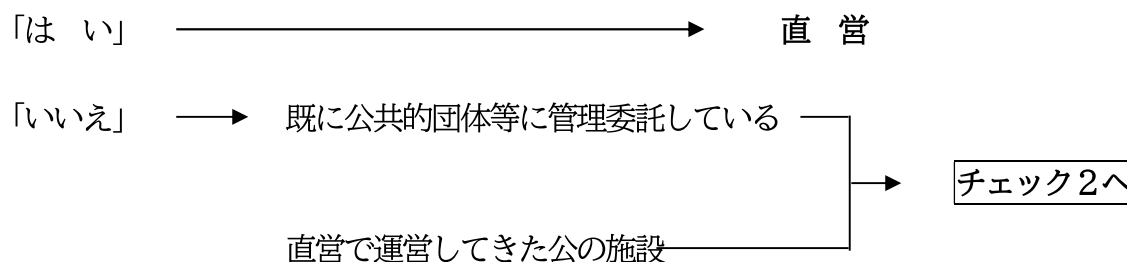 「は　い」　直　営
「いいえ」　既に公共的団体等に管理委託している
チェック２へ
直営で運営してきた公の施設